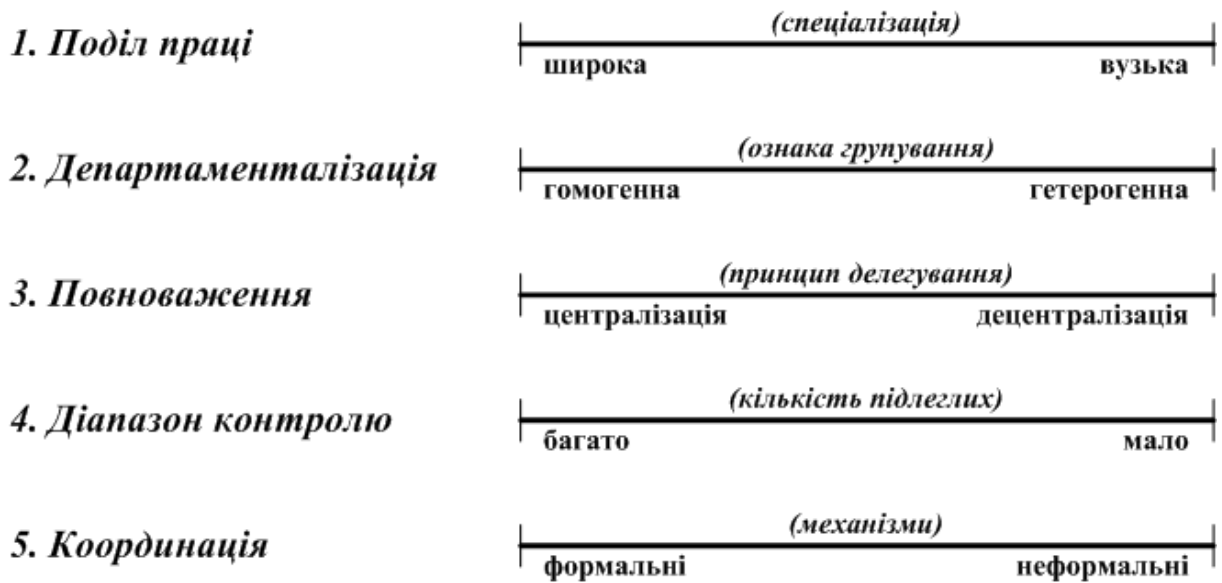 1. Поділ праці
(спеціалізація)
широка вузька
2. Департаменталізація
(ознака групування)
гомогенна гетерогенна
3. Повноваження
(принцип делегування)
централізація децентралізація
4. Діапазон контролю
(кількість підлеглих)
багато мало
5. Координація
(механізми)
формальні неформальні